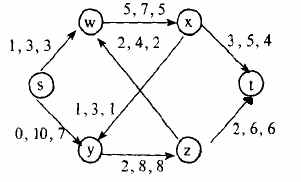 5, 7, 5
w
x
1, 3, 3
2, 4, 2
3, 5, 4
s
t
1, 3, 1
0, 10, 7
2, 6, 6
y
z
2, 8, 8